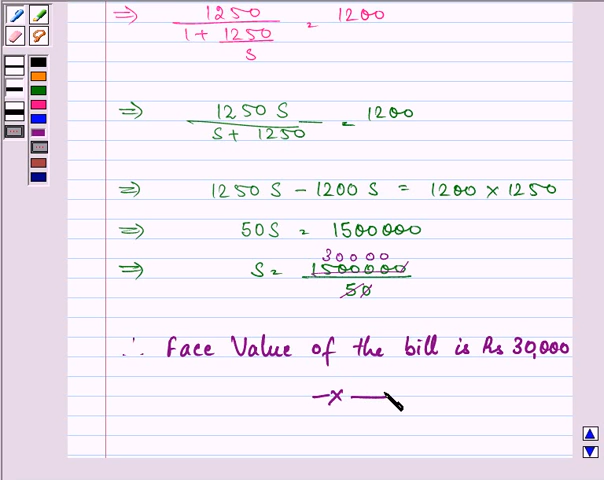 ⇒ 1250 / (1 + 1250/S) = 1200
⇒ 1250 S / (S + 1250) = 1200
⇒ 1250 S − 1200 S = 1200 × 1250
⇒ 50S = 1500000
30000
⇒ S = 1500000 / 50
∴ Face Value of the bill is Rs 30,000
—x—